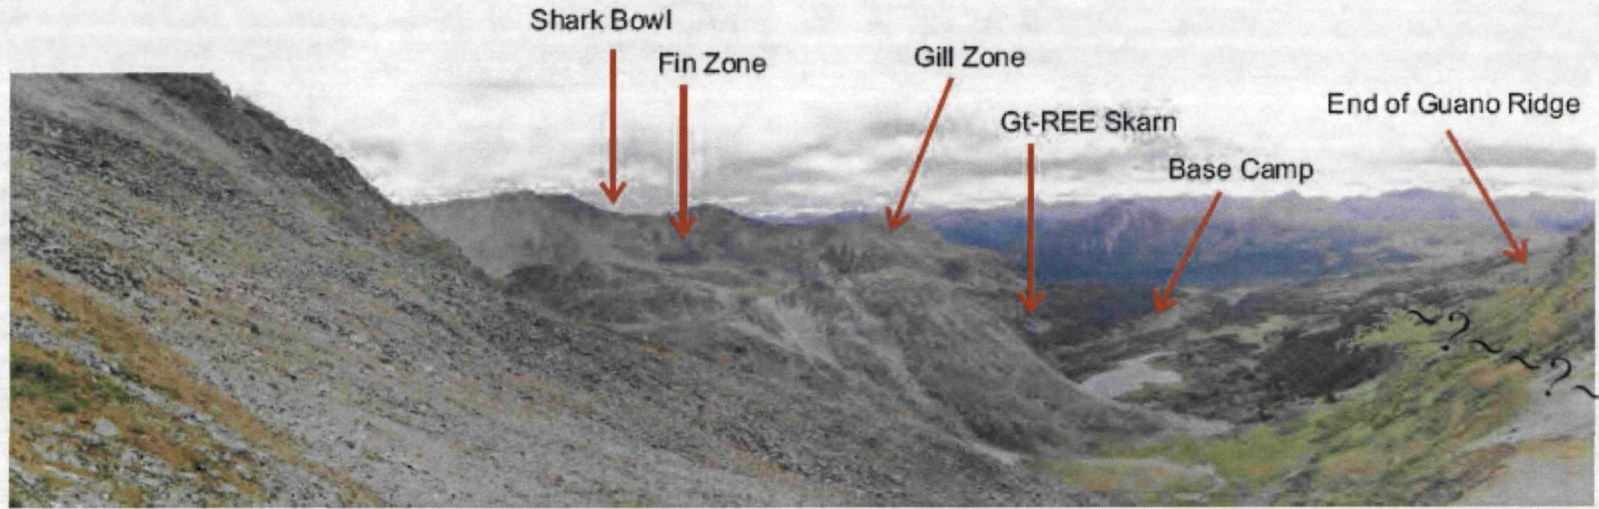 Shark Bowl
Fin Zone
Gill Zone
Gt-REE Skarn
End of Guano Ridge
Base Camp
~?~~?~